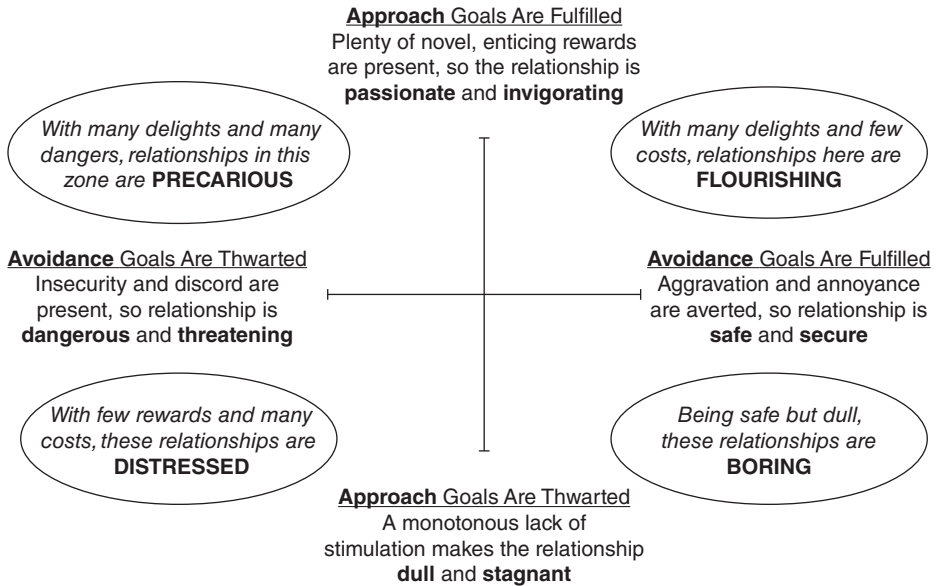 Approach Goals Are Fulfilled
Plenty of novel, enticing rewards
are present, so the relationship is
passionate and invigorating
With many delights and many
dangers, relationships in this
zone are PRECARIOUS
With many delights and few
costs, relationships here are
FLOURISHING
Avoidance Goals Are Thwarted
Insecurity and discord are
present, so relationship is
dangerous and threatening
Avoidance Goals Are Fulfilled
Aggravation and annoyance
are averted, so relationship is
safe and secure
With few rewards and many
costs, these relationships are
DISTRESSED
Being safe but dull,
these relationships are
BORING
Approach Goals Are Thwarted
A monotonous lack of
stimulation makes the relationship
dull and stagnant